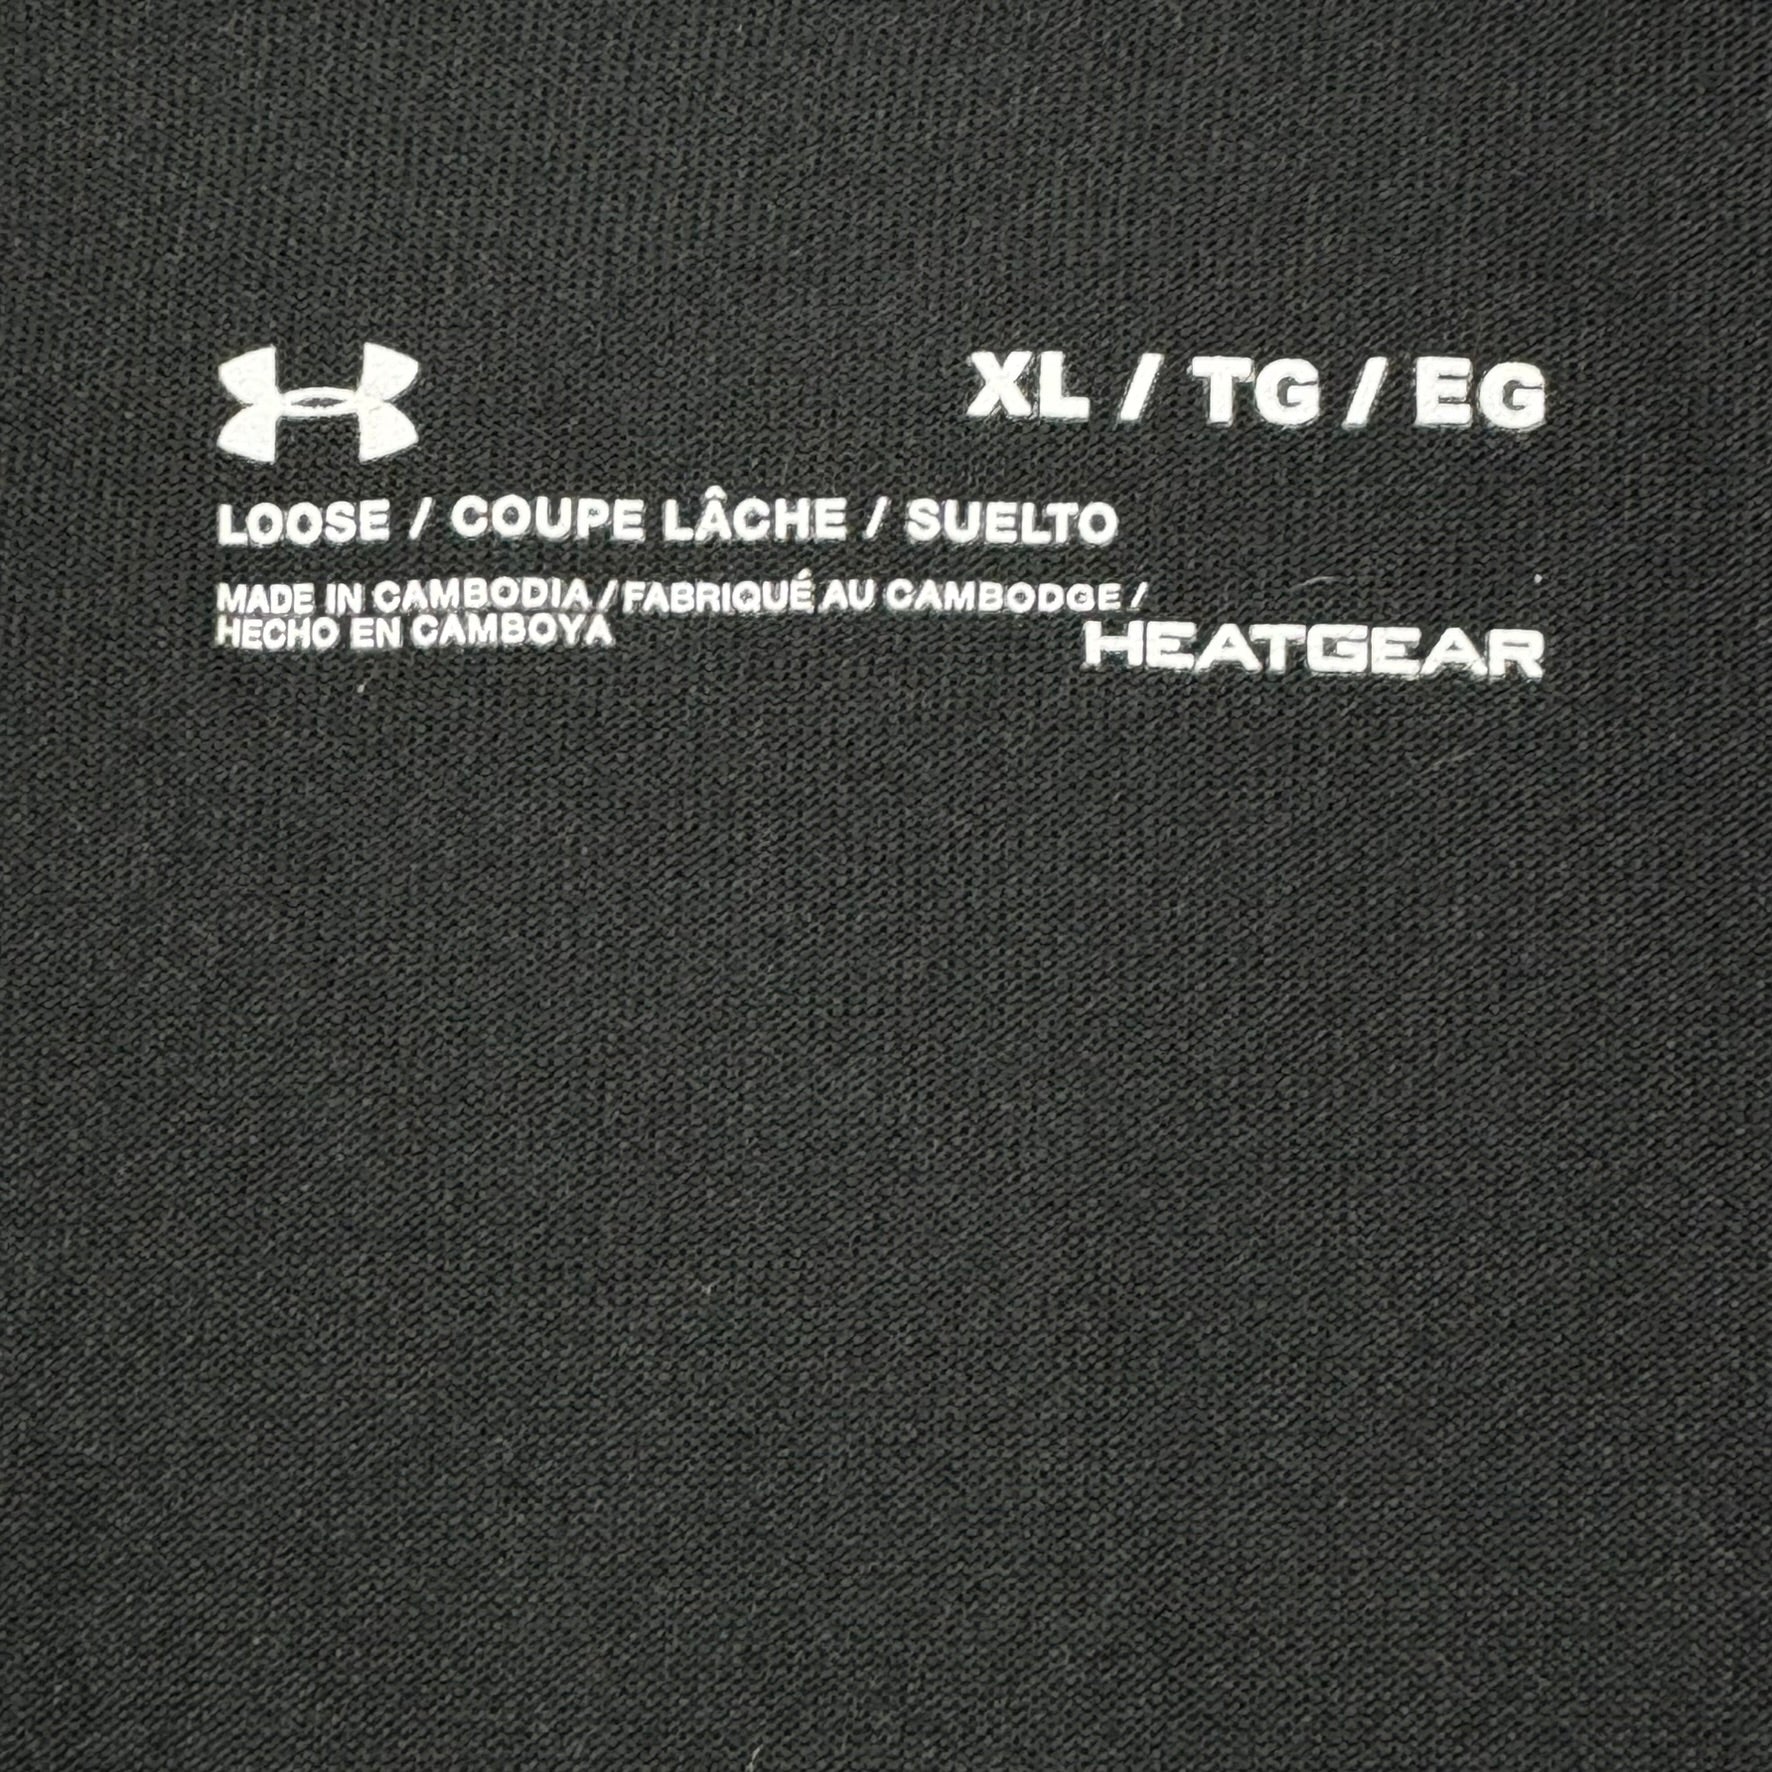 XL / TG / EG
LOOSE / COUPE LÂCHE / SUELTO
MADE IN CAMBODIA / FABRIQUÉ AU CAMBODGE /
HECHO EN CAMBOYA
HEATGEAR